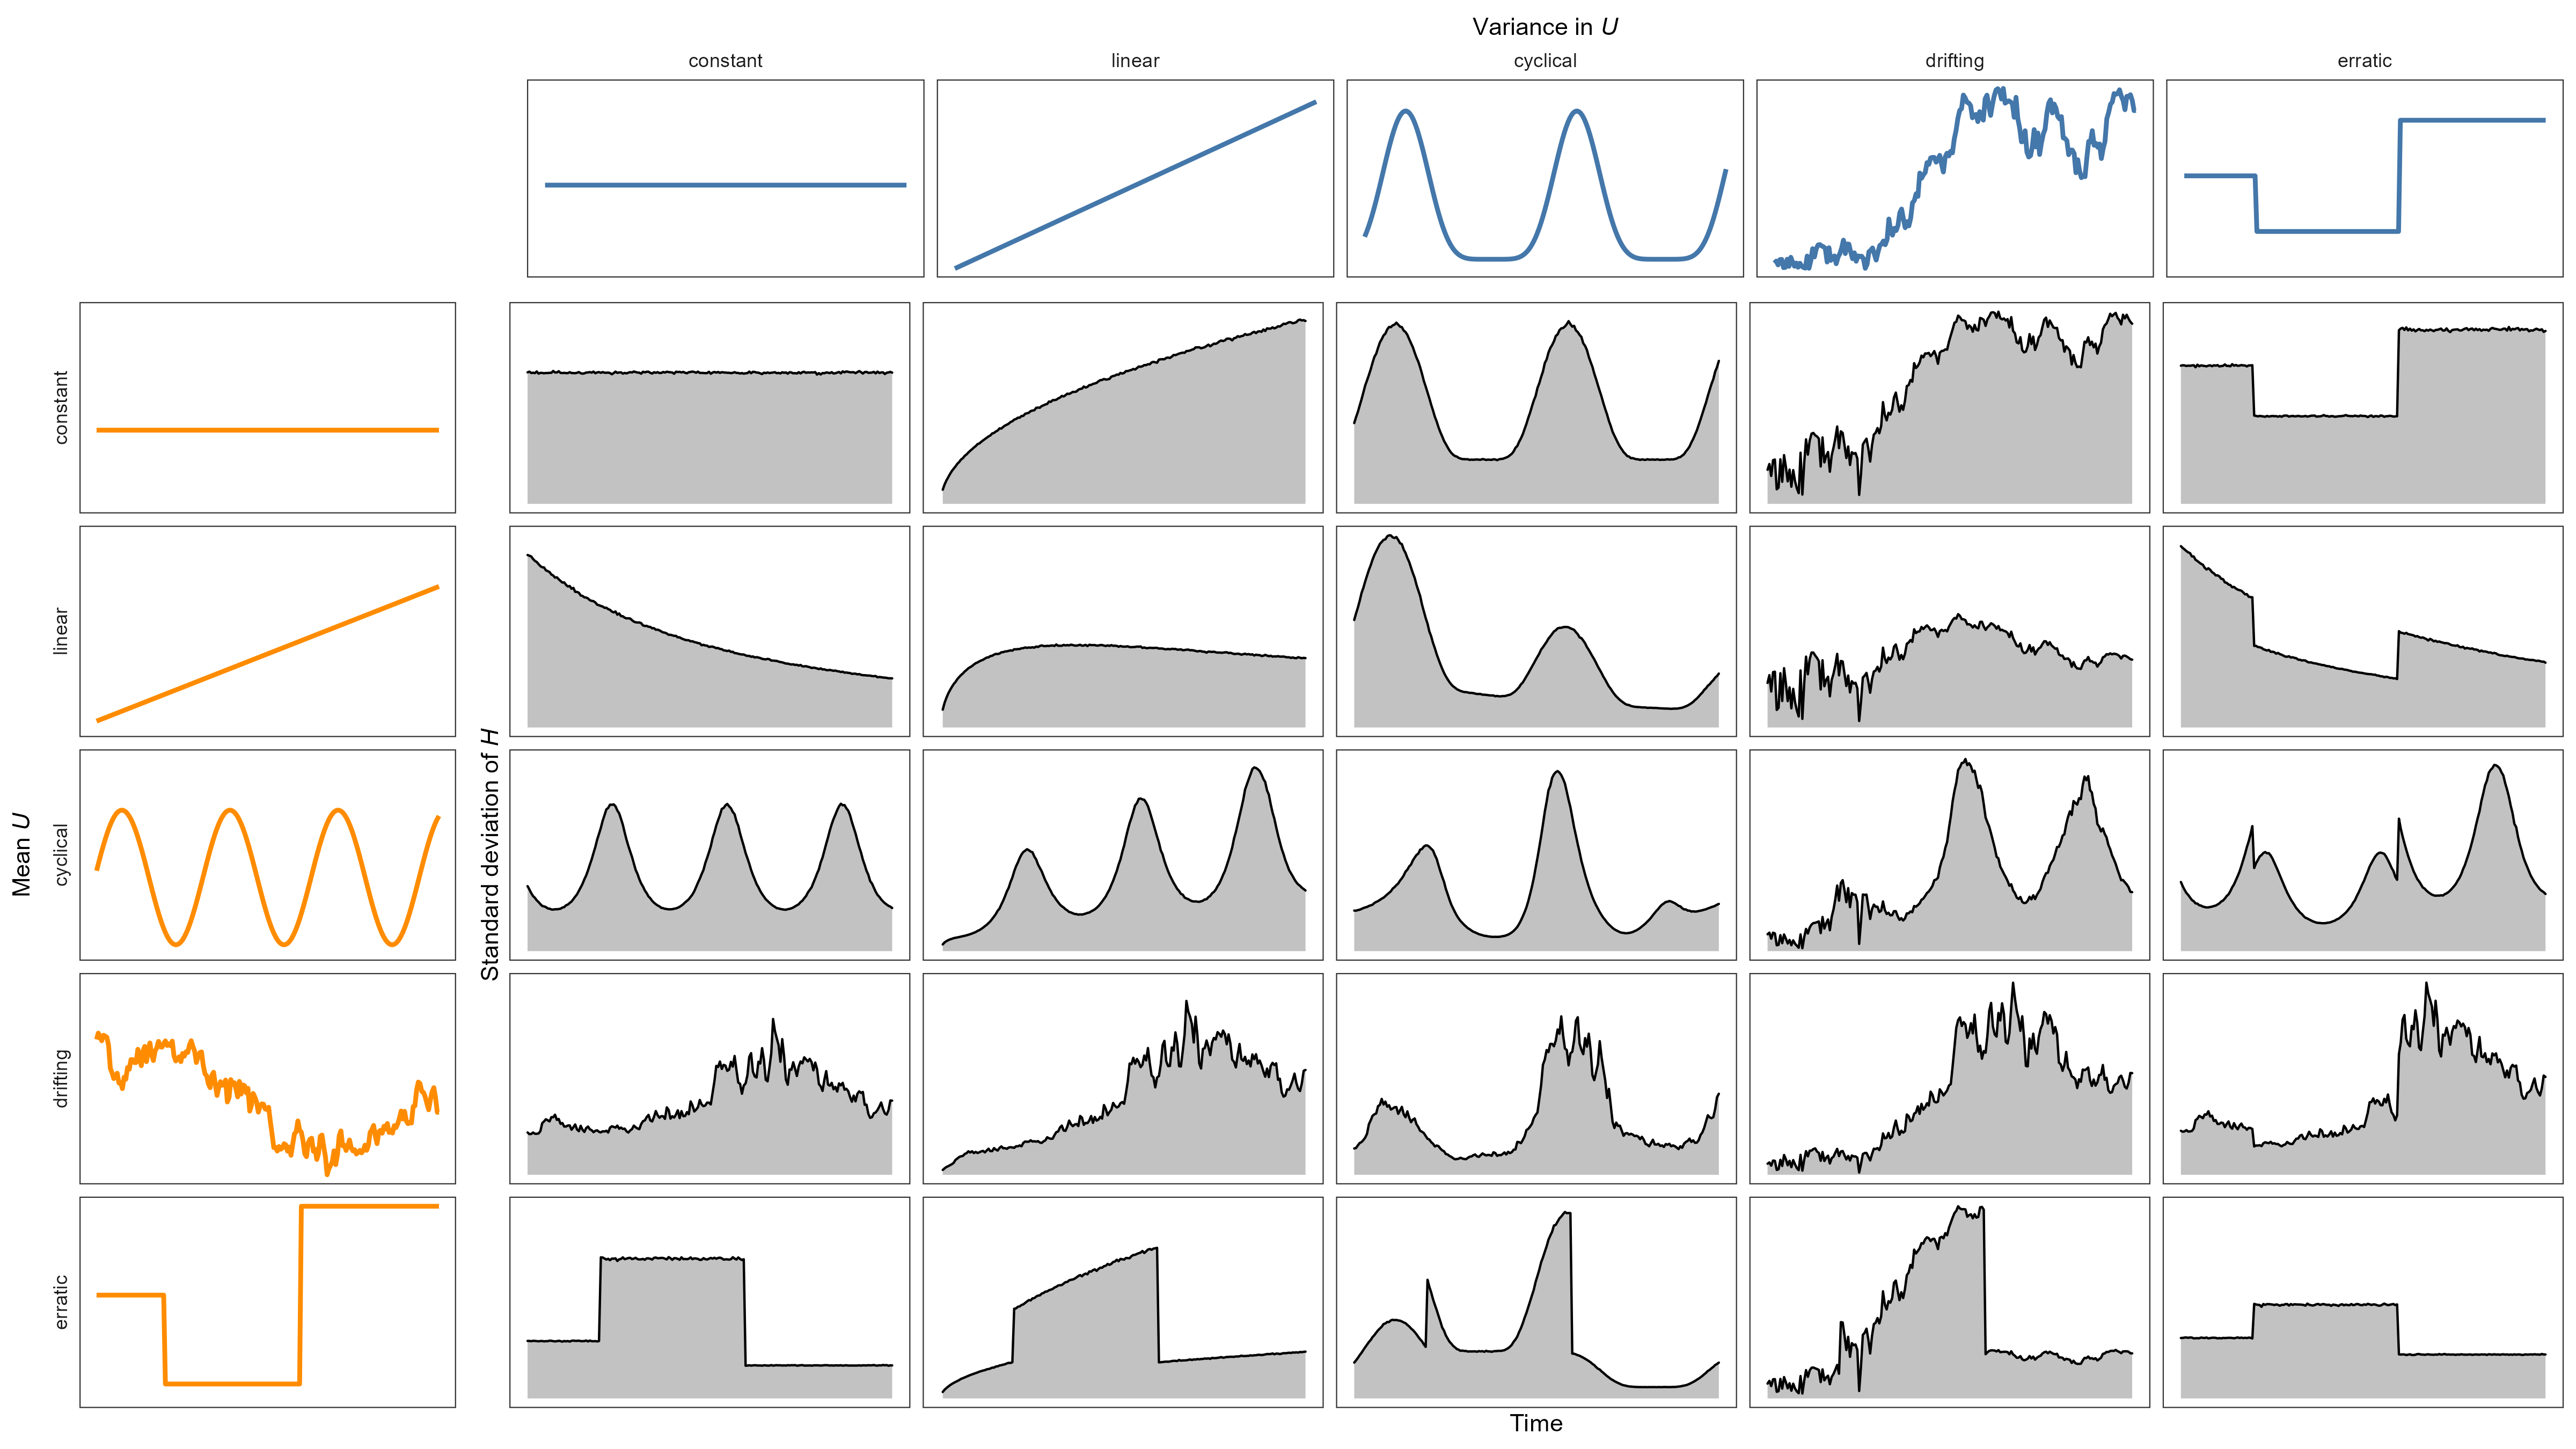 Variance in U
constant
linear
cyclical
drifting
erratic
Mean U
constant
linear
cyclical
drifting
erratic
Standard deviation of H
Time